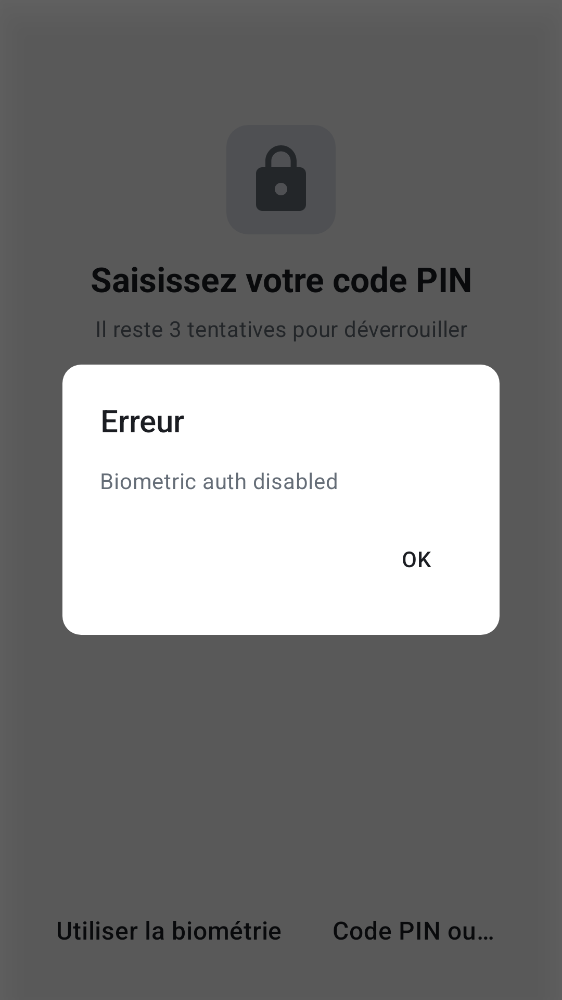 Saisissez votre code PIN
Il reste 3 tentatives pour déverrouiller
Erreur
Biometric auth disabled
OK
Utiliser la biométrie
Code PIN ou…